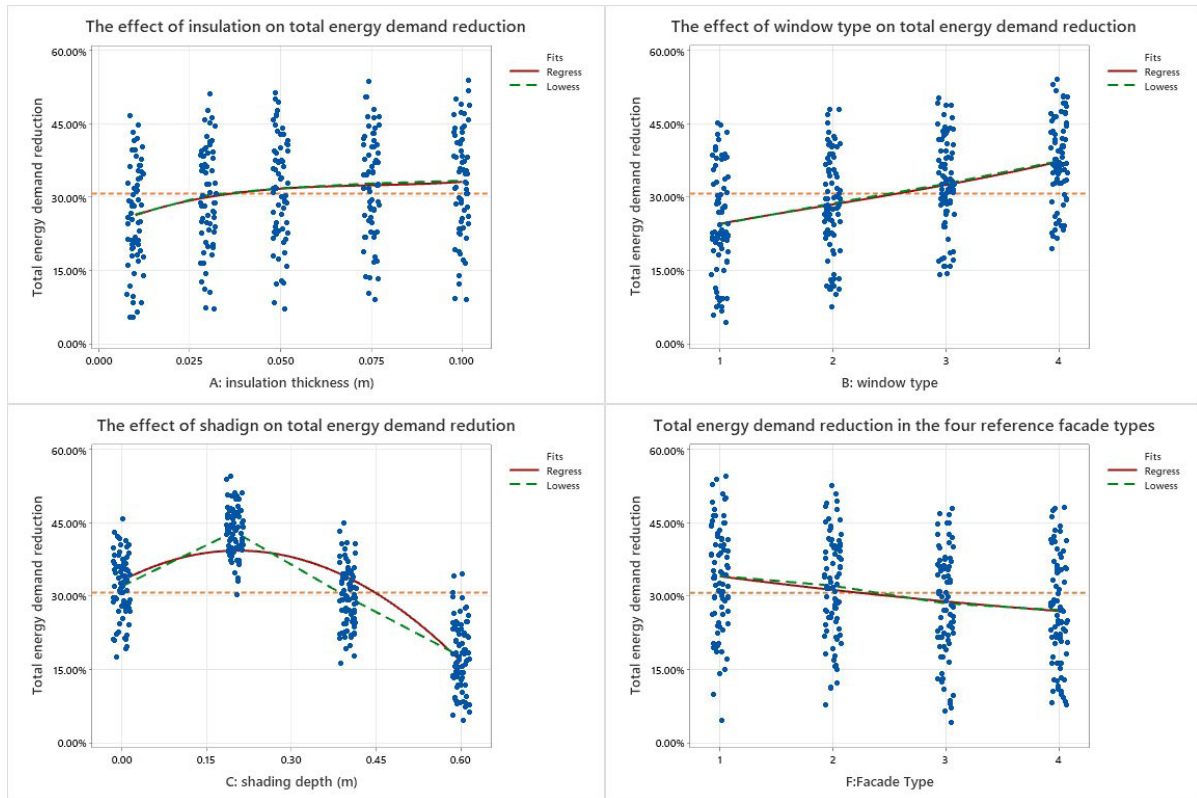 The effect of insulation on total energy demand reduction
Fits
Regress
Lowess
60.00%
45.00%
30.00%
15.00%
0.00%
Total energy demand reduction
0.000 0.025 0.050 0.075 0.100
A: insulation thickness (m)
The effect of window type on total energy demand reduction
Fits
Regress
Lowess
60.00%
45.00%
30.00%
15.00%
0.00%
Total energy demand reduction
1 2 3 4
B: window type
The effect of shadign on total energy demand redution
Fits
Regress
Lowess
60.00%
45.00%
30.00%
15.00%
0.00%
Total energy demand reduction
0.00 0.15 0.30 0.45 0.60
C: shading depth (m)
Total energy demand reduction in the four reference facade types
Fits
Regress
Lowess
60.00%
45.00%
30.00%
15.00%
0.00%
Total energy demand reduction
1 2 3 4
F:Facade Type